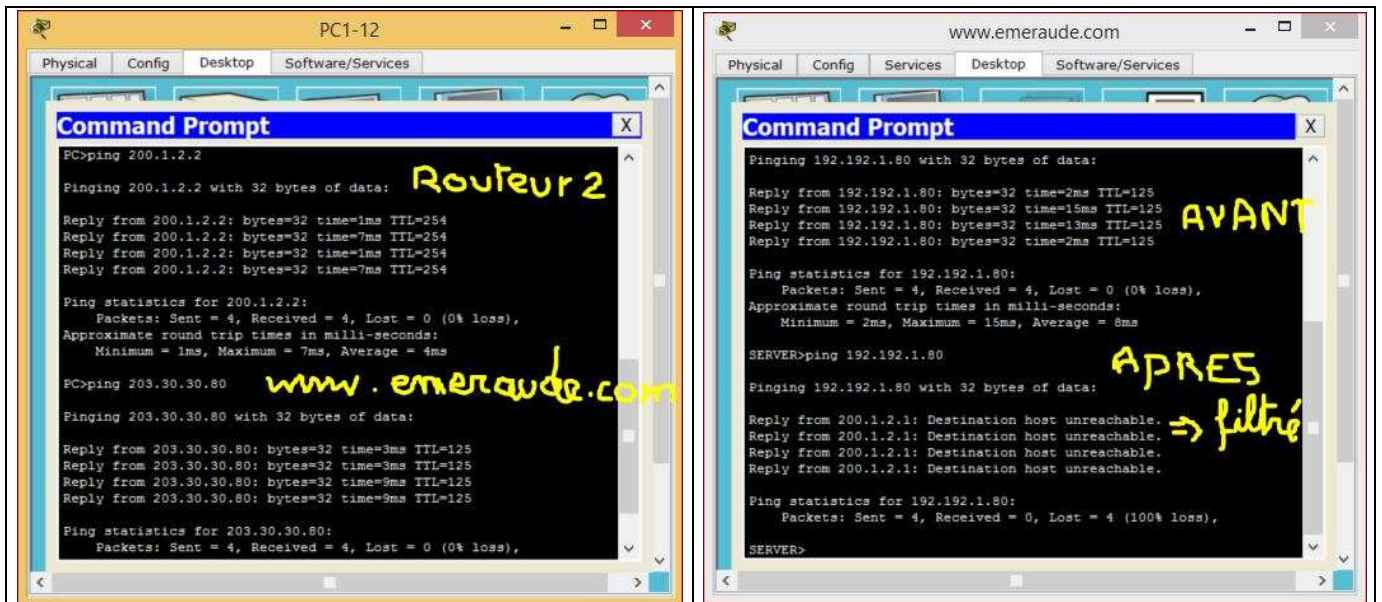 PC1-12
Physical Config Desktop Software/Services
Command Prompt X
PC>ping 200.1.2.2
Pinging 200.1.2.2 with 32 bytes of data:
Routeur 2
Reply from 200.1.2.2: bytes=32 time=1ms TTL=254
Reply from 200.1.2.2: bytes=32 time=7ms TTL=254
Reply from 200.1.2.2: bytes=32 time=1ms TTL=254
Reply from 200.1.2.2: bytes=32 time=7ms TTL=254
Ping statistics for 200.1.2.2:
Packets: Sent = 4, Received = 4, Lost = 0 (0% loss),
Approximate round trip times in milli-seconds:
Minimum = 1ms, Maximum = 7ms, Average = 4ms
PC>ping 203.30.30.80
www.emeraude.com
Pinging 203.30.30.80 with 32 bytes of data:
Reply from 203.30.30.80: bytes=32 time=3ms TTL=125
Reply from 203.30.30.80: bytes=32 time=3ms TTL=125
Reply from 203.30.30.80: bytes=32 time=9ms TTL=125
Reply from 203.30.30.80: bytes=32 time=9ms TTL=125
Ping statistics for 203.30.30.80:
Packets: Sent = 4, Received = 4, Lost = 0 (0% loss),
www.emeraude.com
Physical Config Services Desktop Software/Services
Command Prompt X
Pinging 192.192.1.80 with 32 bytes of data:
Reply from 192.192.1.80: bytes=32 time=2ms TTL=125
Reply from 192.192.1.80: bytes=32 time=15ms TTL=125
Reply from 192.192.1.80: bytes=32 time=13ms TTL=125
Reply from 192.192.1.80: bytes=32 time=2ms TTL=125
AVANT
Ping statistics for 192.192.1.80:
Packets: Sent = 4, Received = 4, Lost = 0 (0% loss),
Approximate round trip times in milli-seconds:
Minimum = 2ms, Maximum = 15ms, Average = 8ms
SERVER>ping 192.192.1.80
APRES
Pinging 192.192.1.80 with 32 bytes of data:
Reply from 200.1.2.1: Destination host unreachable.
=> filtré
Reply from 200.1.2.1: Destination host unreachable.
Reply from 200.1.2.1: Destination host unreachable.
Reply from 200.1.2.1: Destination host unreachable.
Ping statistics for 192.192.1.80:
Packets: Sent = 4, Received = 0, Lost = 4 (100% loss),
SERVER>